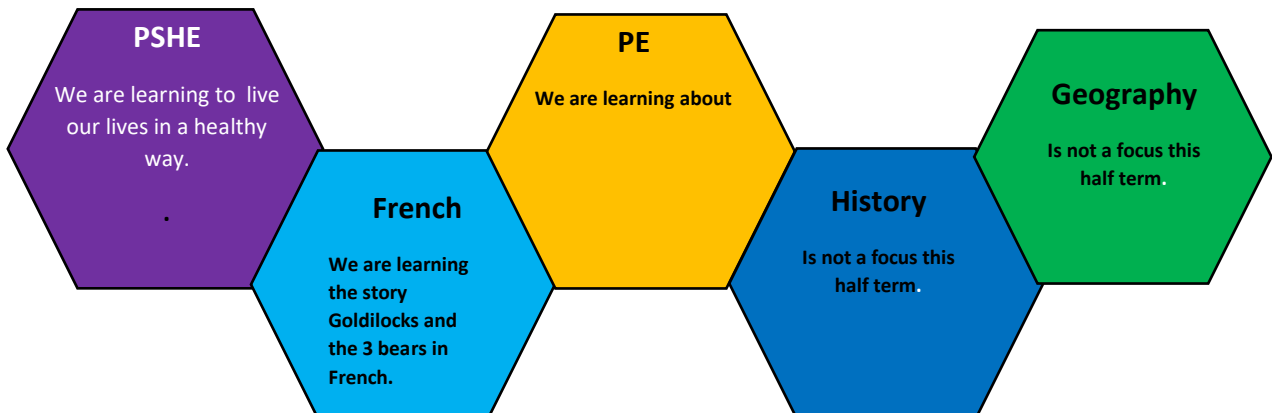 PSHE
We are learning to live
our lives in a healthy
way.
.
French
We are learning
the story
Goldilocks and
the 3 bears in
French.
PE
We are learning about
History
Is not a focus this
half term.
Geography
Is not a focus this
half term.